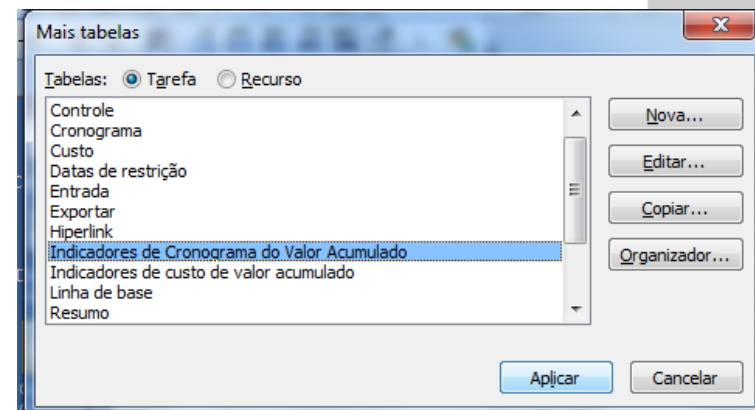 Mais tabelas
Tabelas: Tarefa Recurso
Controle
Cronograma
Custo
Datas de restrição
Entrada
Exportar
Hiperlink
Indicadores de Cronograma do Valor Acumulado
Indicadores de custo de valor acumulado
Linha de base
Resumo
Nova...
Editar...
Copiar...
Organizador...
Aplicar
Cancelar